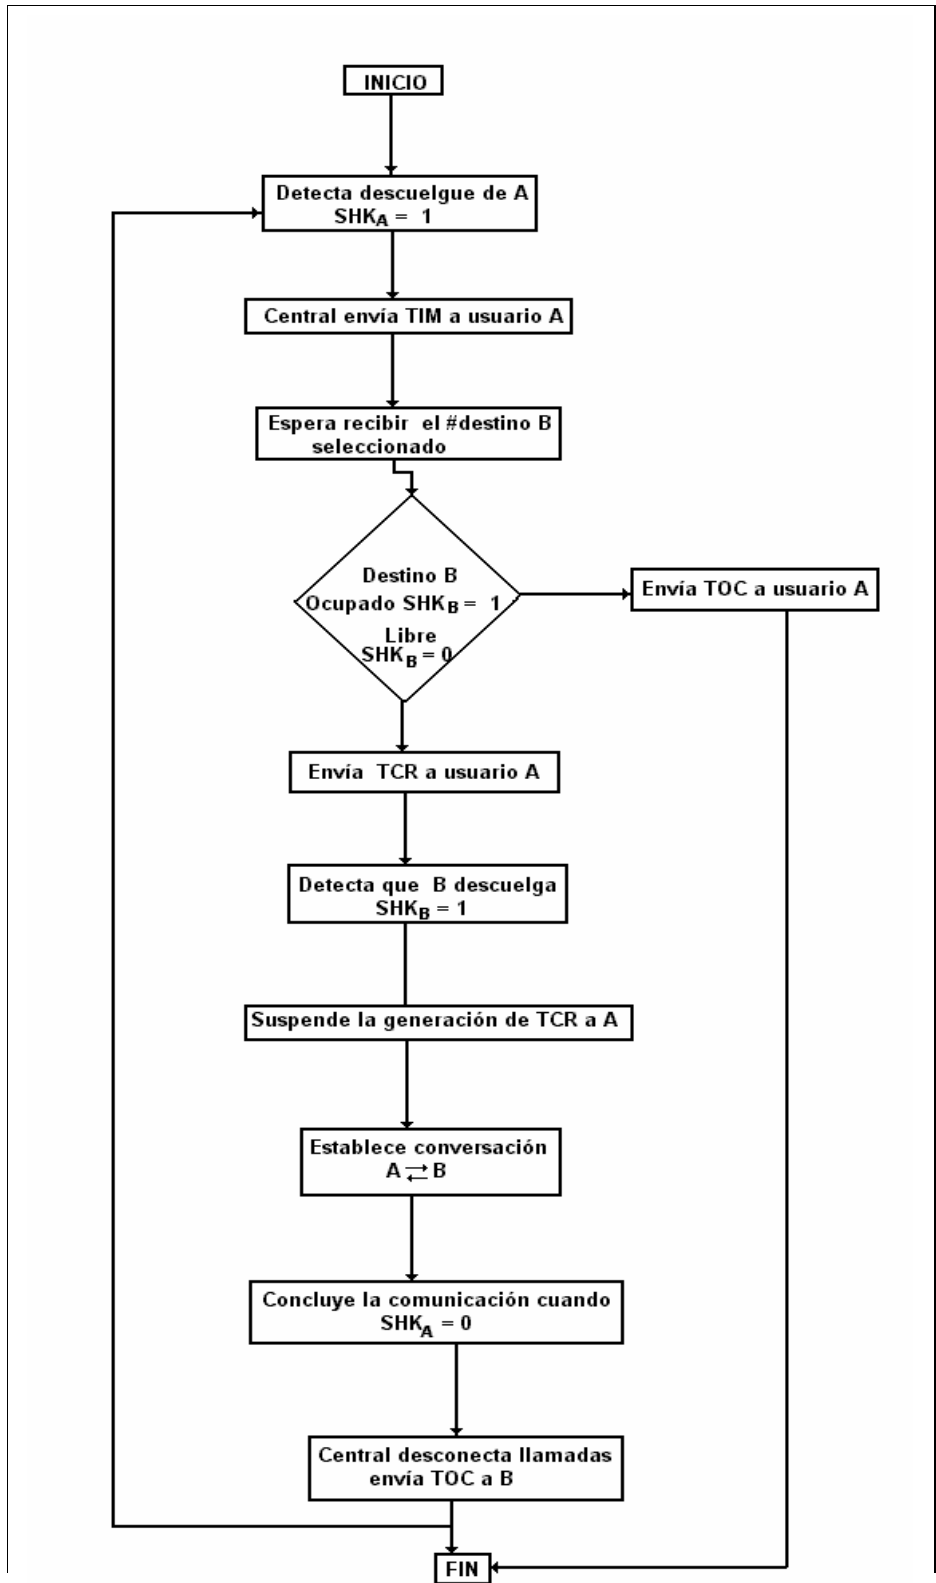 INICIO
Detecta descuelgue de A
SHKA = 1
Central envía TIM a usuario A
Espera recibir el #destino B
seleccionado
Destino B
Ocupado SHKB = 1
Libre
SHKB = 0
Envía TOC a usuario A
Envía TCR a usuario A
Detecta que B descuelga
SHKB = 1
Suspende la generación de TCR a A
Establece conversación
A ⇄ B
Concluye la comunicación cuando
SHKA = 0
Central desconecta llamadas
envía TOC a B
FIN